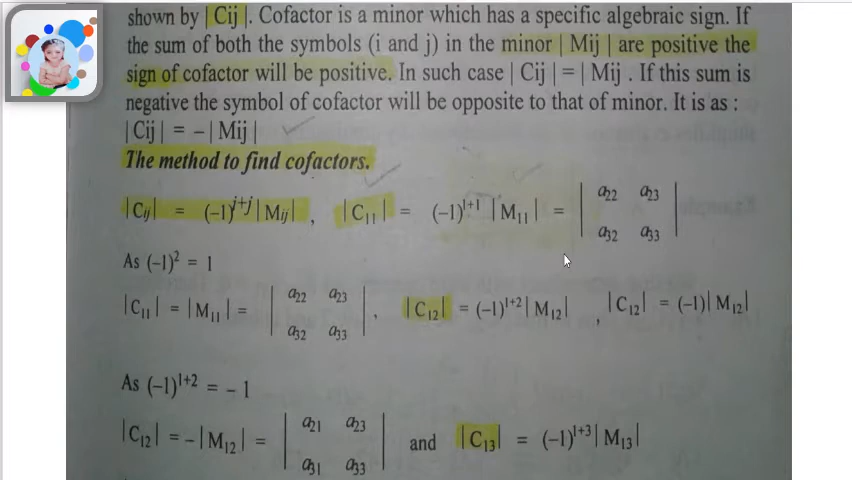 shown by | Cij |. Cofactor is a minor which has a specific algebraic sign. If
the sum of both the symbols (i and j) in the minor | Mij | are positive the
sign of cofactor will be positive. In such case | Cij | = | Mij . If this sum is
negative the symbol of cofactor will be opposite to that of minor. It is as :
| Cij | = – | Mij |
The method to find cofactors.
|Cij| = (-1)^j+j |Mij| , |C₁₁| = (-1)^1+1 |M₁₁| = | a₂₂ a₂₃ |
| a₃₂ a₃₃ |
As (-1)² = 1
|C₁₁| = |M₁₁| = | a₂₂ a₂₃ | , |C₁₂| = (-1)^1+2 |M₁₂| , |C₁₂| = (-1) |M₁₂|
| a₃₂ a₃₃ |
As (-1)^1+2 = - 1
|C₁₂| = -|M₁₂| = | a₂₁ a₂₃ | and |C₁₃| = (-1)^1+3 |M₁₃|
| a₃₁ a₃₃ |